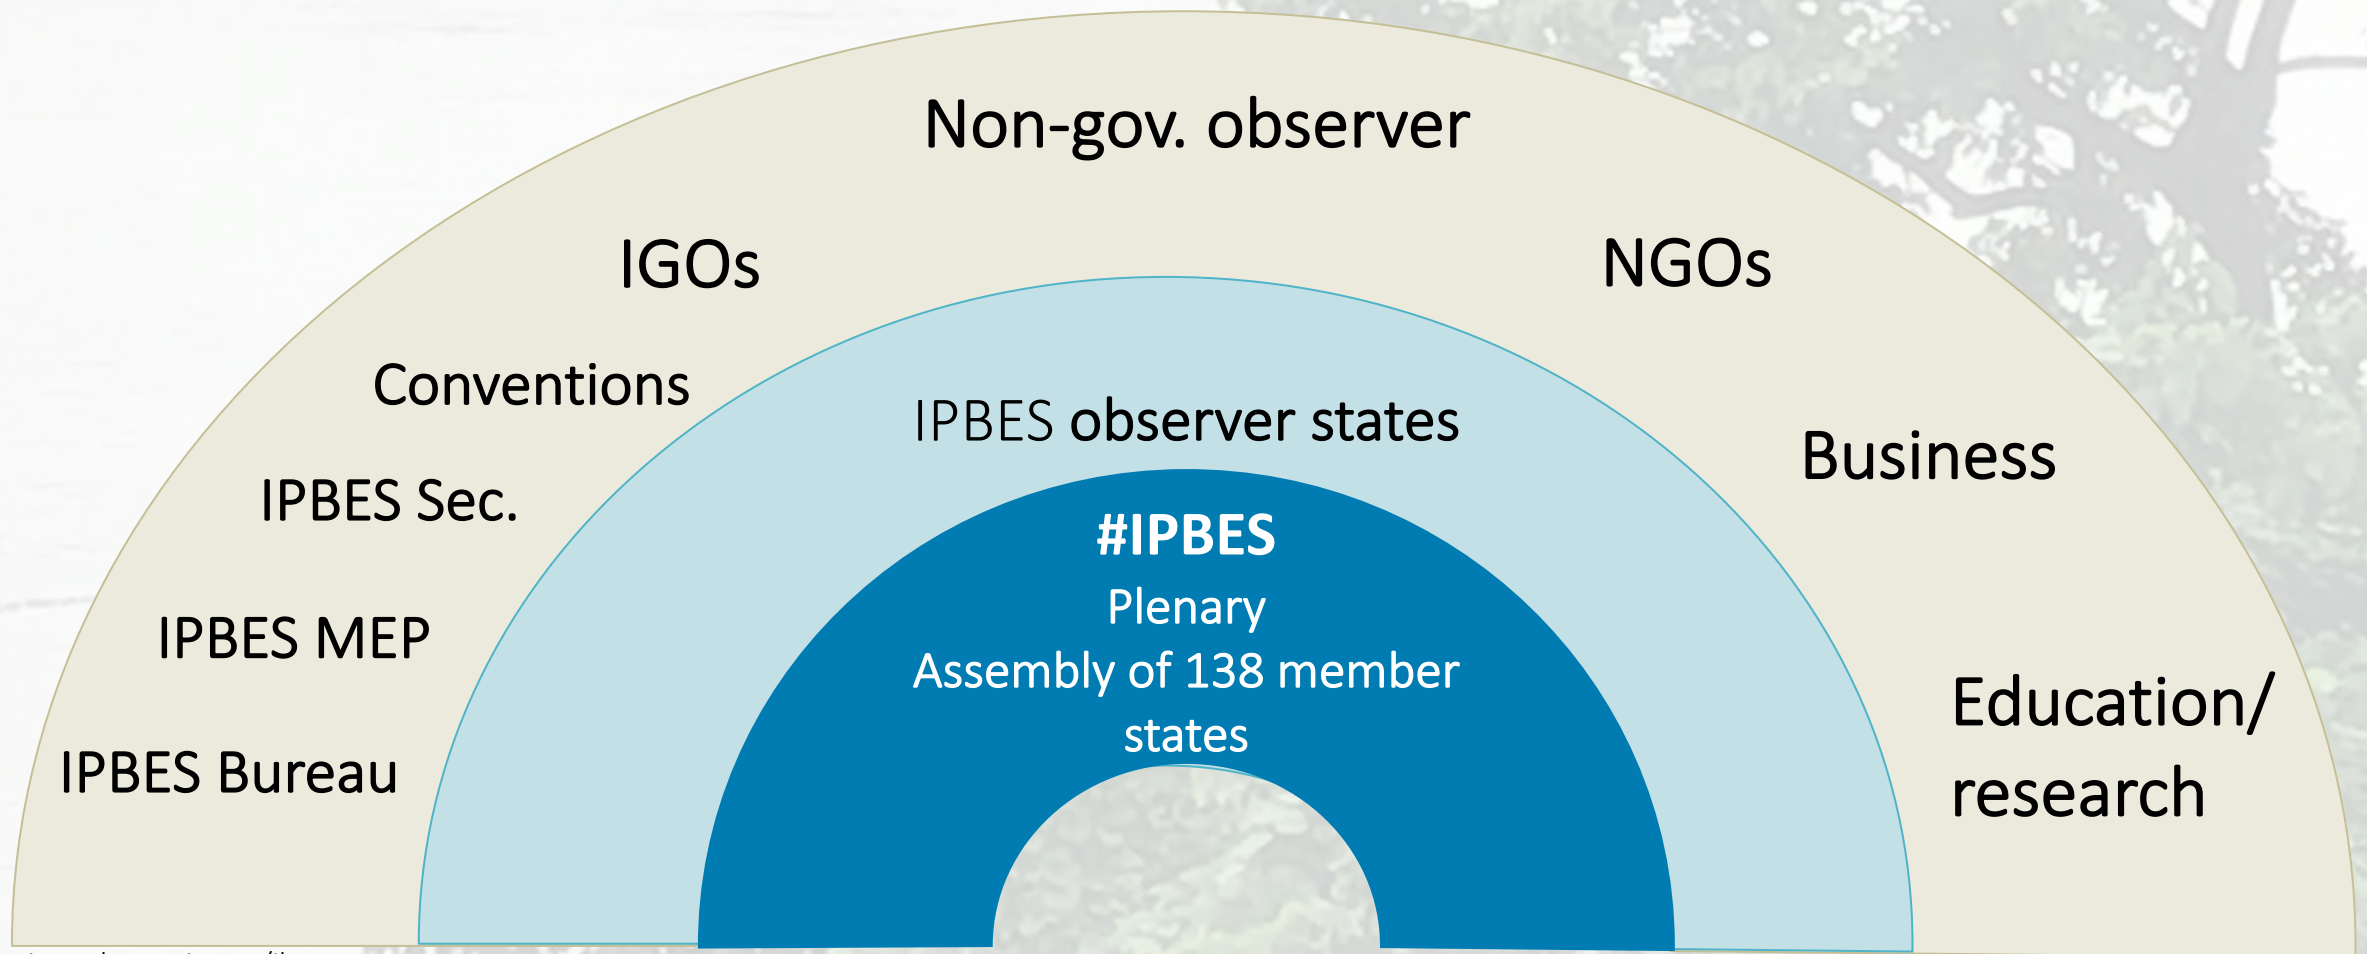 Non-gov. observer
IGOs
NGOs
Conventions
IPBES observer states
Business
IPBES Sec.
#IPBES
Plenary
IPBES MEP
Assembly of 138 member
states
Education/
research
IPBES Bureau